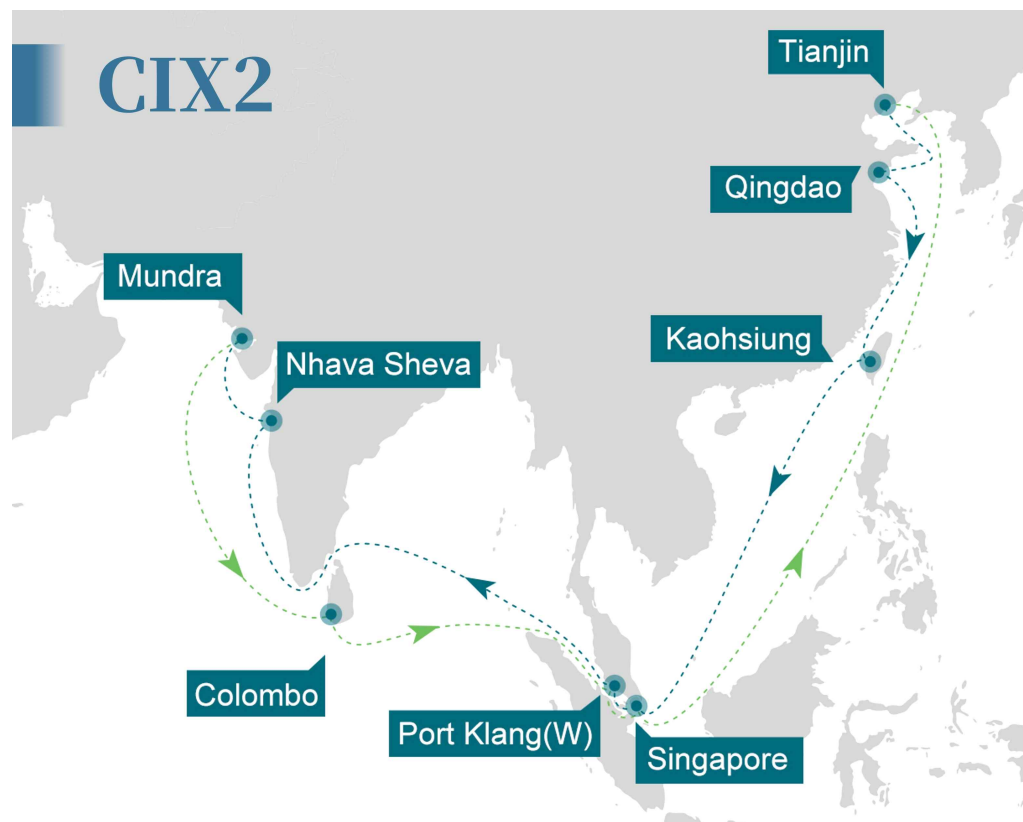 CIX2
Tianjin
Qingdao
Mundra
Kaohsiung
Nhava Sheva
Colombo
Port Klang(W)
Singapore